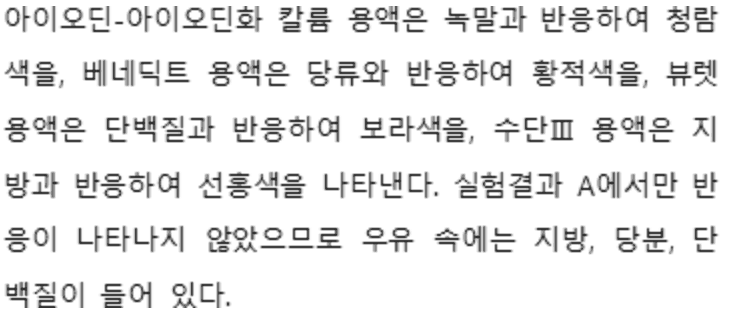 아이오딘-아이오딘화 칼륨 용액은 녹말과 반응하여 청람
색을, 베네딕트 용액은 당류와 반응하여 황적색을, 뷰렛
용액은 단백질과 반응하여 보라색을, 수단Ⅲ 용액은 지
방과 반응하여 선홍색을 나타낸다. 실험결과 A에서만 반
응이 나타나지 않았으므로 우유 속에는 지방, 당분, 단
백질이 들어 있다.